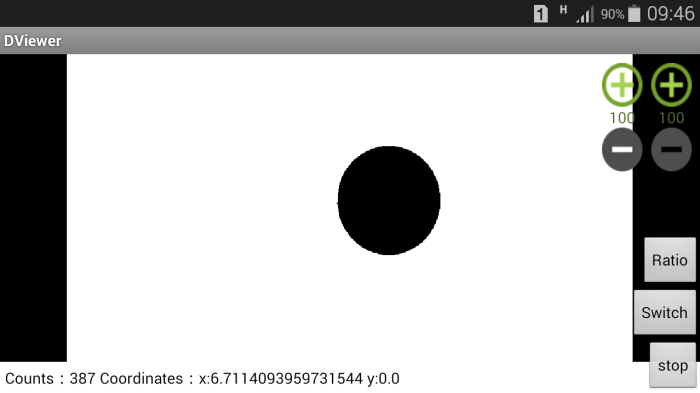 1 H 90% 09:46
DViewer
100 100
Ratio
Switch
stop
Counts : 387 Coordinates : x:6.7114093959731544 y:0.0